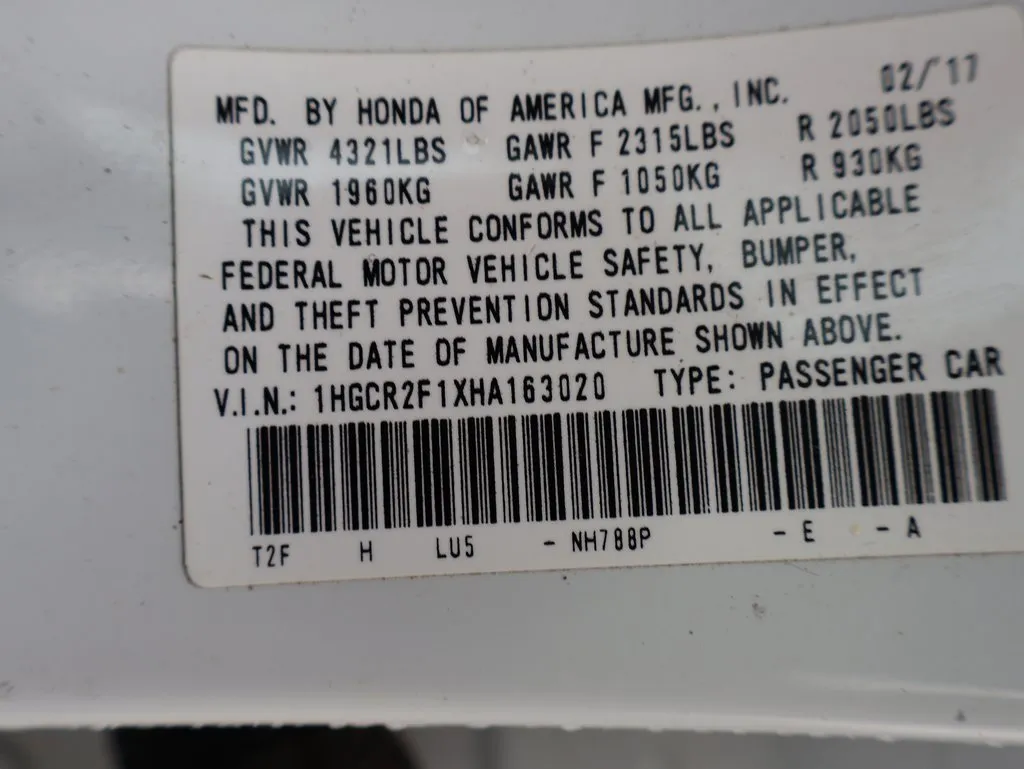 MFD. BY HONDA OF AMERICA MFG., INC. 02/'17
GVWR 4321LBS GAWR F 2315LBS R 2050LBS
GVWR 1960KG GAWR F 1050KG R 930KG
THIS VEHICLE CONFORMS TO ALL APPLICABLE
FEDERAL MOTOR VEHICLE SAFETY, BUMPER,
AND THEFT PREVENTION STANDARDS IN EFFECT
ON THE DATE OF MANUFACTURE SHOWN ABOVE.
V.I.N.: 1HGCR2F1XHA163020 TYPE: PASSENGER CAR
T2F H LU5 - NH788P - E - A